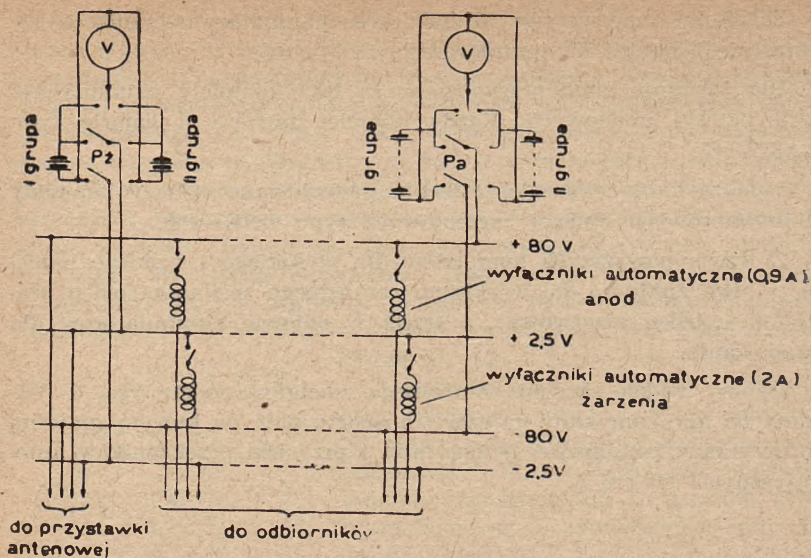 V
V
I grupa
Pż
II grupa
I grupa
Pa
II grupa
+ 80 V
wyłączniki automatyczne (0,9 A)
anod
+ 2,5 V
wyłączniki automatyczne (2 A)
żarzenia
- 80 V
- 2,5 V
do przystawki
antenowej
do odbiorników